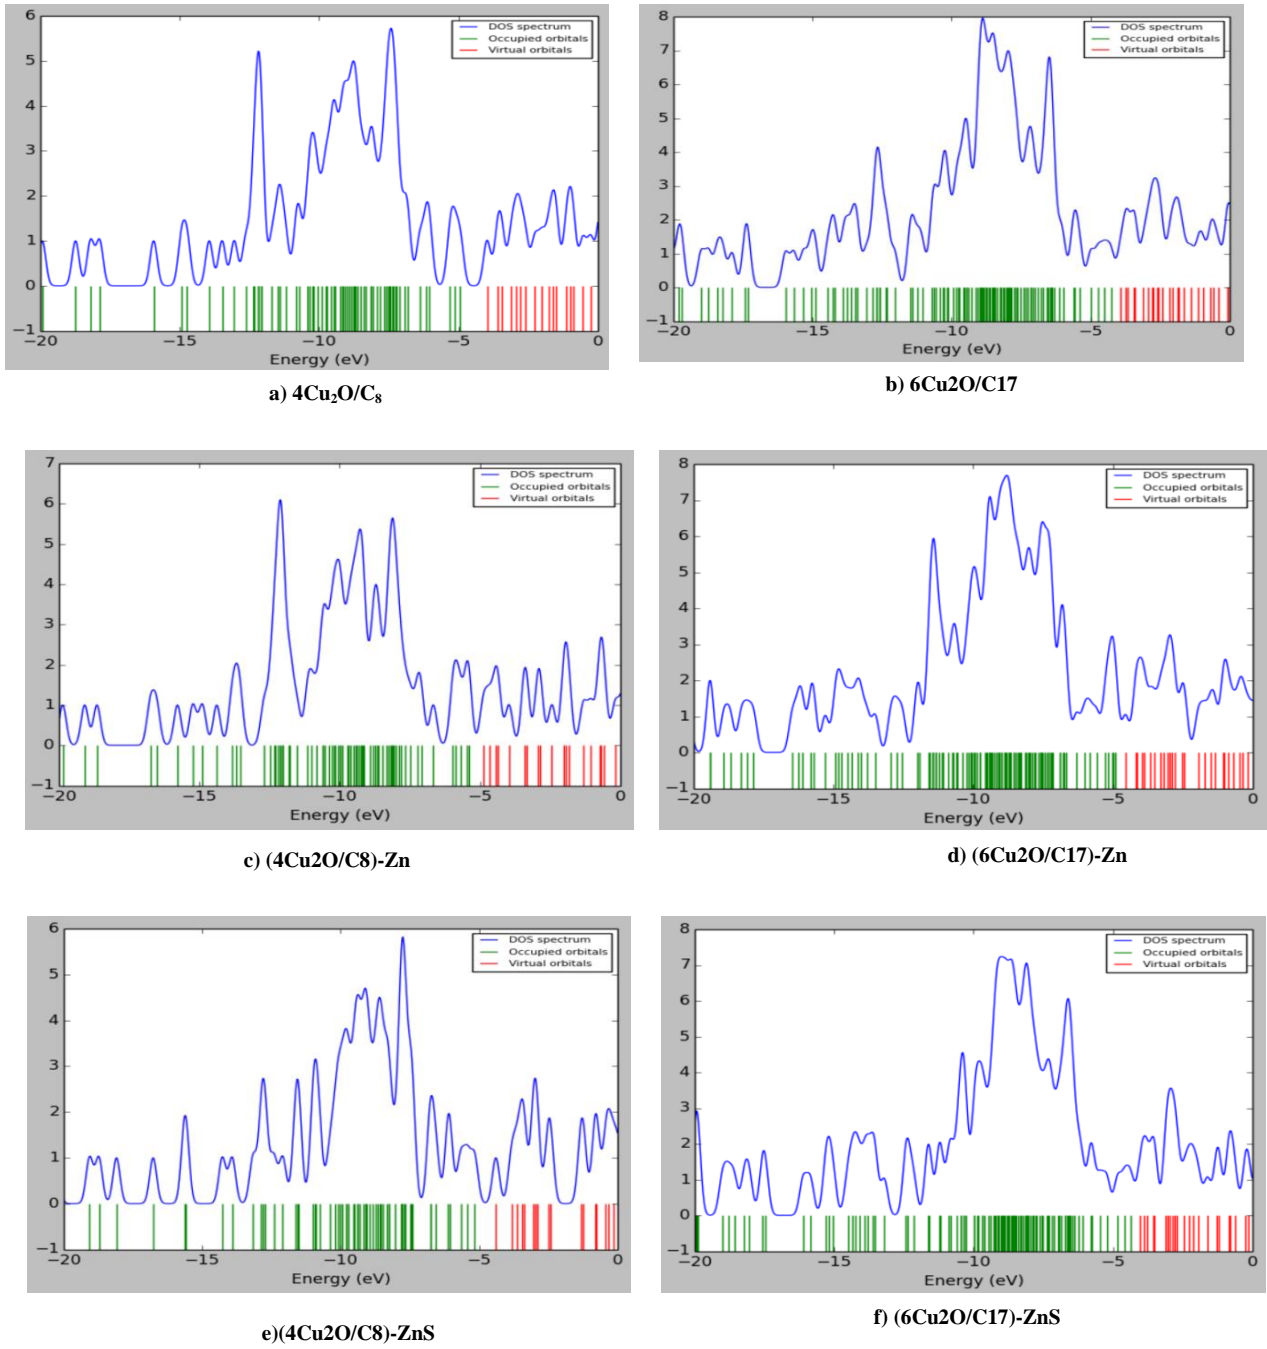 6
5
4
3
2
1
0
−1
DOS spectrum
Occupied orbitals
Virtual orbitals
−20 −15 −10 −5 0
Energy (eV)
a) 4Cu₂O/C₈
8
7
6
5
4
3
2
1
0
−1
DOS spectrum
Occupied orbitals
Virtual orbitals
−20 −15 −10 −5 0
Energy (eV)
b) 6Cu2O/C17
7
6
5
4
3
2
1
0
−1
DOS spectrum
Occupied orbitals
Virtual orbitals
−20 −15 −10 −5 0
Energy (eV)
c) (4Cu2O/C8)-Zn
8
7
6
5
4
3
2
1
0
−1
DOS spectrum
Occupied orbitals
Virtual orbitals
−20 −15 −10 −5 0
Energy (eV)
d) (6Cu2O/C17)-Zn
6
5
4
3
2
1
0
−1
DOS spectrum
Occupied orbitals
Virtual orbitals
−20 −15 −10 −5 0
Energy (eV)
e)(4Cu2O/C8)-ZnS
8
7
6
5
4
3
2
1
0
−1
DOS spectrum
Occupied orbitals
Virtual orbitals
−20 −15 −10 −5 0
Energy (eV)
f) (6Cu2O/C17)-ZnS